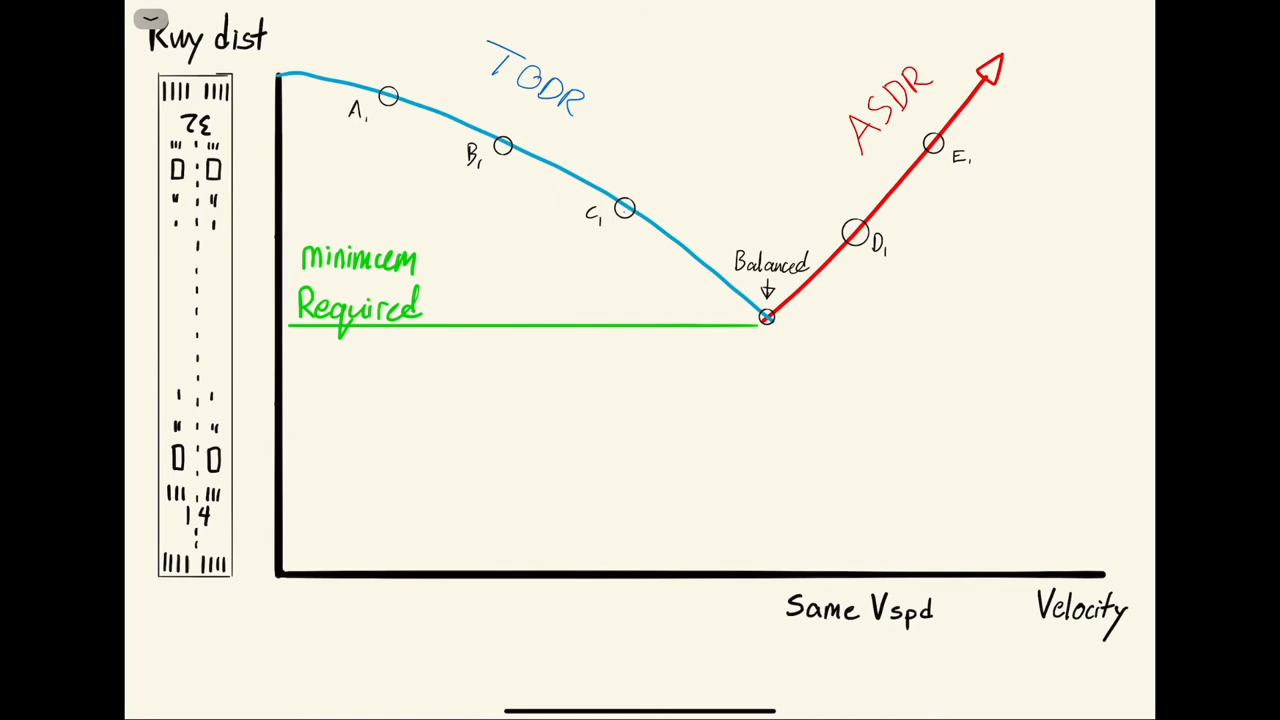 Rwy dist
TODR
ASDR
A1
32
B1
E1
C1
D1
minimum
Balanced
Required
14
Same Vspd
Velocity